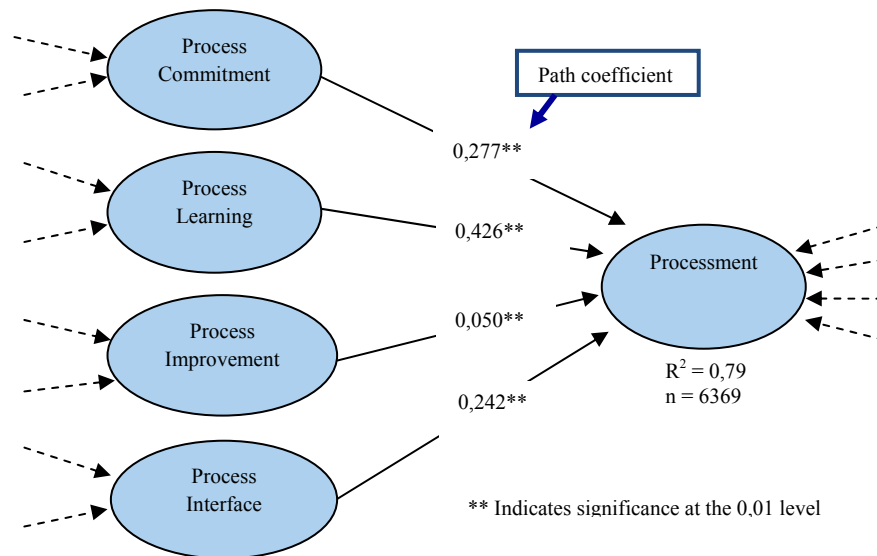 Process
Commitment
Path coefficient
0,277**
Process
Learning
0,426**
Processment
Process
Improvement
0,050**
R² = 0,79
n = 6369
0,242**
Process
Interface
** Indicates significance at the 0,01 level